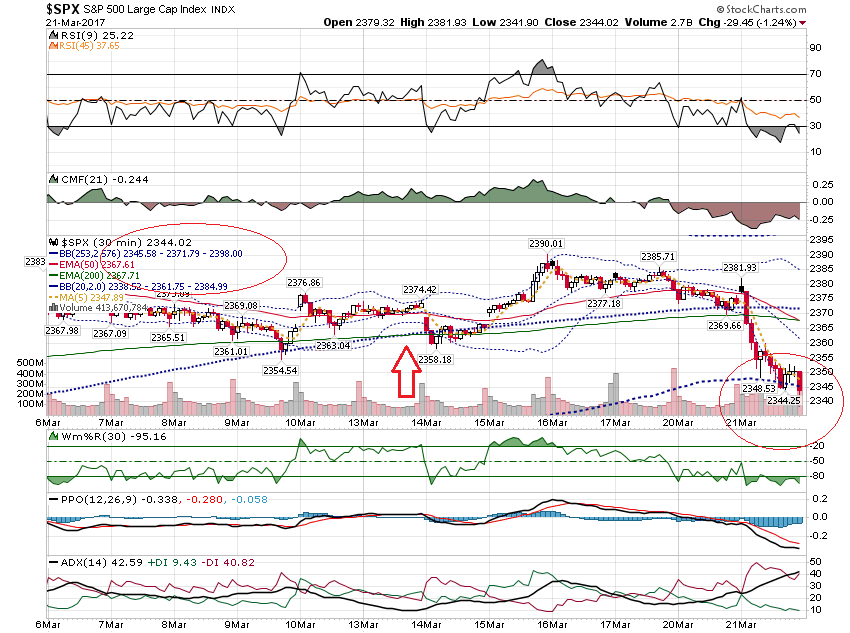 $SPX S&P 500 Large Cap Index INDX
© StockCharts.com
21-Mar-2017
Open 2379.32 High 2381.93 Low 2341.90 Close 2344.02 Volume 2.7B Chg -29.45 (-1.24%)
RSI(9) 25.22
RSI(45) 37.65
90
70
50
30
10
CMF(21) -0.244
0.25
0.00
-0.25
$SPX (30 min) 2344.02
BB(253,2.576) 2345.58 - 2371.79 - 2398.00
EMA(50) 2367.61
EMA(200) 2367.71
BB(20,2.0) 2338.52 - 2361.75 - 2384.99
MA(5) 2347.89
Volume 413,670,784
2383
2367.98
2367.09
2365.51
2369.08
2361.01
2354.54
2376.86
2363.04
2374.42
2358.18
2390.01
2377.18
2385.71
2369.66
2381.93
2348.53
2344.25
2395
2390
2385
2380
2375
2370
2365
2360
2355
2350
2345
2340
500M
400M
300M
200M
100M
6Mar 7Mar 8Mar 9Mar 10Mar 13Mar 14Mar 15Mar 16Mar 17Mar 20Mar 21Mar
Wm%R(30) -95.16
-20
-50
-80
PPO(12,26,9) -0.338, -0.280, -0.058
0.2
0.0
-0.2
ADX(14) 42.59 +DI 9.43 -DI 40.82
50
40
30
20
10
6Mar 7Mar 8Mar 9Mar 10Mar 13Mar 14Mar 15Mar 16Mar 17Mar 20Mar 21Mar